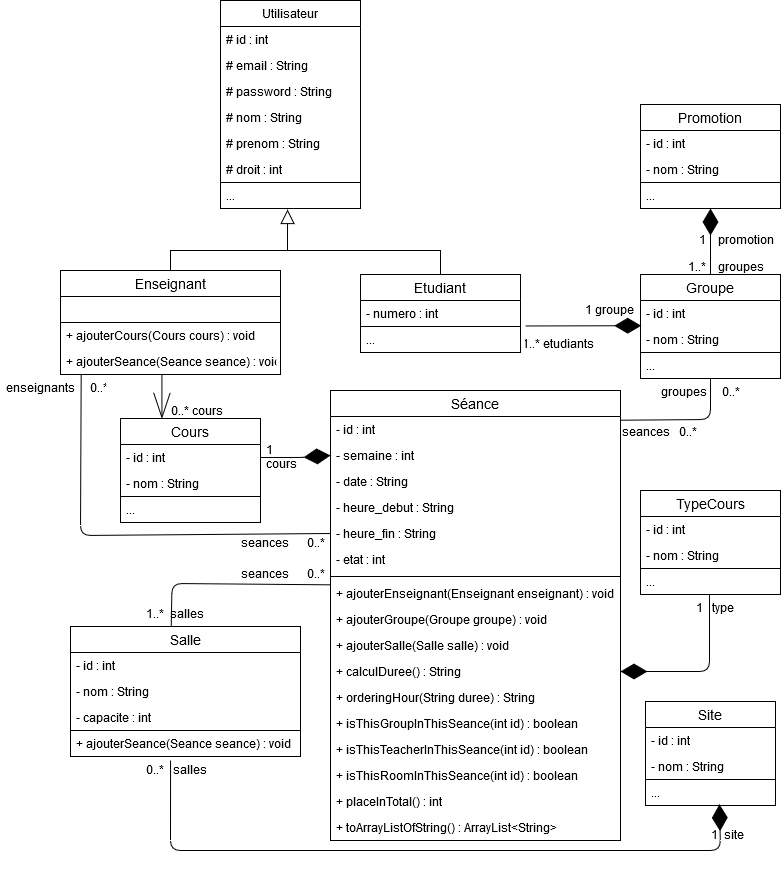 Utilisateur
# id : int
# email : String
# password : String
# nom : String
# prenom : String
# droit : int
...
Promotion
- id : int
- nom : String
...
1 promotion
1..* groupes
Enseignant
+ ajouterCours(Cours cours) : void
+ ajouterSeance(Seance seance) : voi
Etudiant
- numero : int
...
1 groupe
1..* etudiants
Groupe
- id : int
- nom : String
...
groupes 0..*
seances 0..*
enseignants 0..*
0..* cours
Cours
- id : int
- nom : String
...
1
cours
seances 0..*
seances 0..*
Séance
- id : int
- semaine : int
- date : String
- heure_debut : String
- heure_fin : String
- etat : int
+ ajouterEnseignant(Enseignant enseignant) : void
+ ajouterGroupe(Groupe groupe) : void
+ ajouterSalle(Salle salle) : void
+ calculDuree() : String
+ orderingHour(String duree) : String
+ isThisGroupInThisSeance(int id) : boolean
+ isThisTeacherInThisSeance(int id) : boolean
+ isThisRoomInThisSeance(int id) : boolean
+ placeInTotal() : int
+ toArrayListOfString() : ArrayList<String>
TypeCours
- id : int
- nom : String
...
1 type
1..* salles
Salle
- id : int
- nom : String
- capacite : int
+ ajouterSeance(Seance seance) : void
0..* salles
Site
- id : int
- nom : String
...
1 site